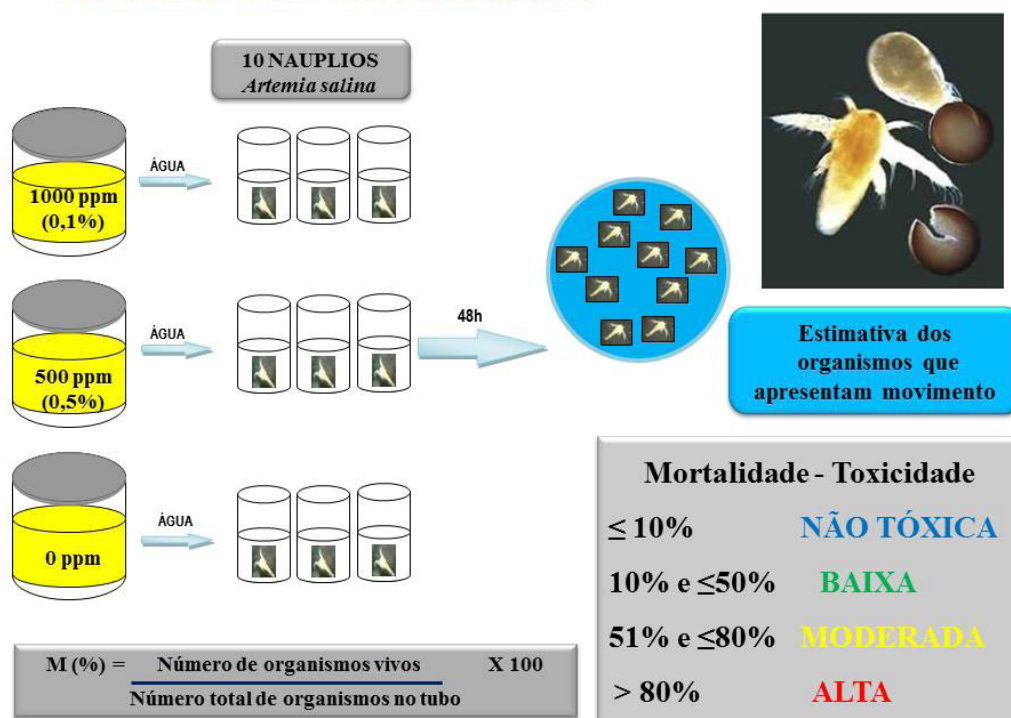 10 NAUPLIOS
Artemia salina
ÁGUA
1000 ppm
(0,1%)
ÁGUA
500 ppm
(0,5%)
48h
Estimativa dos
organismos que
apresentam movimento
ÁGUA
0 ppm
Mortalidade - Toxicidade
≤ 10% NÃO TÓXICA
10% e ≤50% BAIXA
51% e ≤80% MODERADA
> 80% ALTA
M (%) = Número de organismos vivos X 100
Número total de organismos no tubo